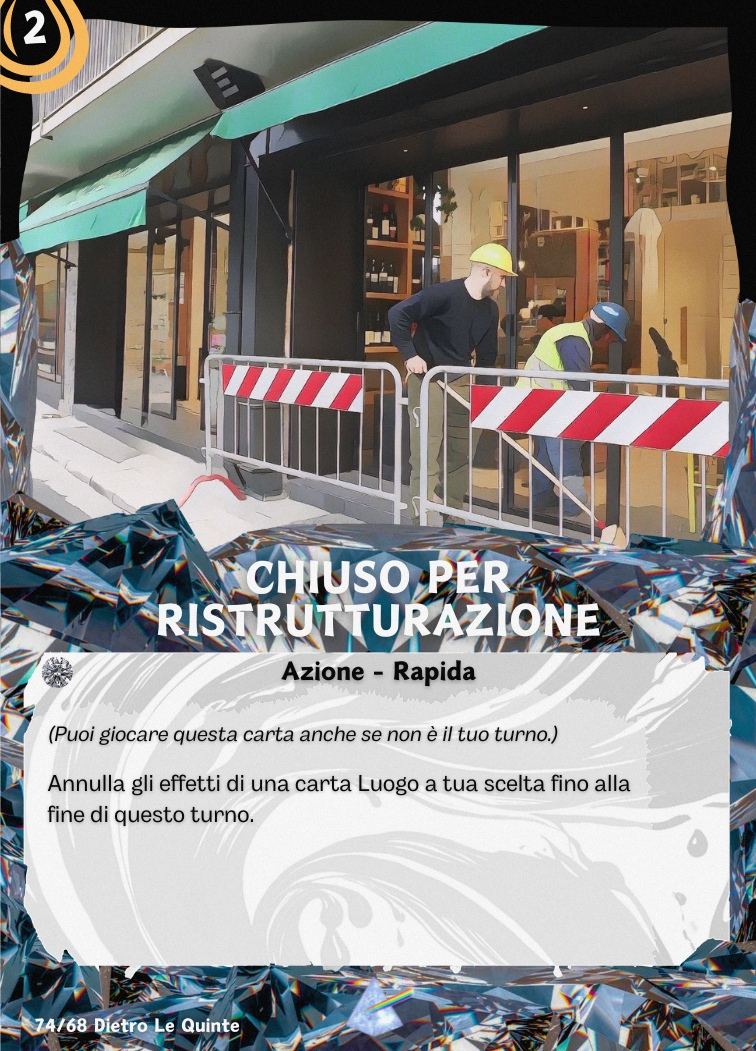 2
CHIUSO PER
RISTRUTTURAZIONE
Azione - Rapida
(Puoi giocare questa carta anche se non è il tuo turno.)
Annulla gli effetti di una carta Luogo a tua scelta fino alla
fine di questo turno.
74/68 Dietro Le Quinte